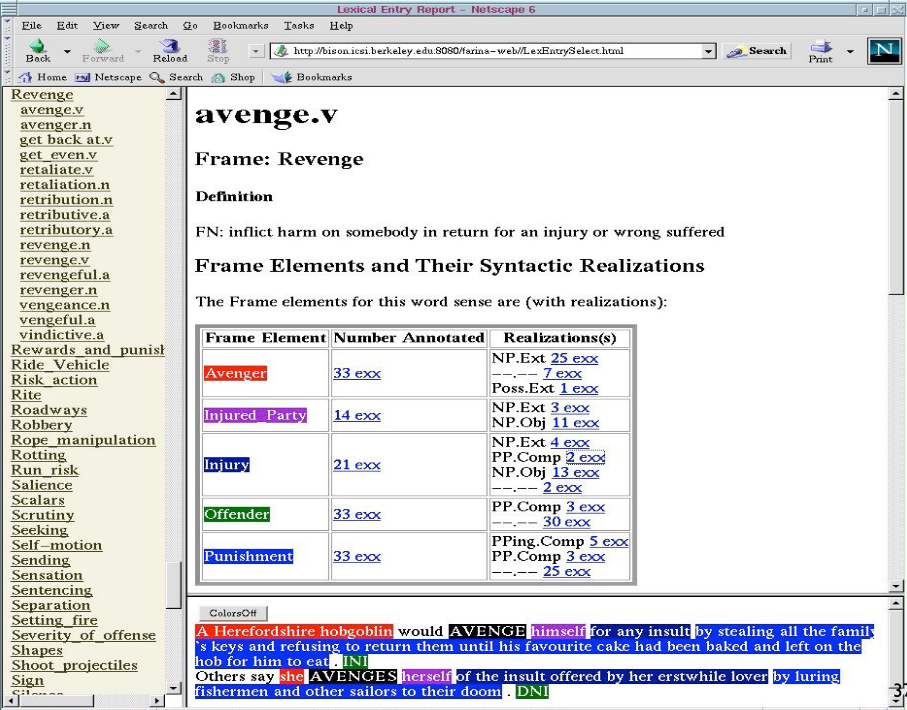 Lexical Entry Report - Netscape 6
File Edit View Search Go Bookmarks Tasks Help
Back Forward Reload Stop http://bison.icsi.berkeley.edu:8080/farina-web//LexEntrySelect.html Search Print N
Home Netscape Search Shop Bookmarks
Revenge
avenge.v
avenger.n
get back at.v
get_even.v
retaliate.v
retaliation.n
retribution.n
retributive.a
retributory.a
revenge.n
revenge.v
revengeful.a
revenger.n
vengeance.n
vengeful.a
vindictive.a
Rewards_and_punish
Ride_Vehicle
Risk_action
Rite
Roadways
Robbery
Rope_manipulation
Rotting
Run_risk
Salience
Scalars
Scrutiny
Seeking
Self-motion
Sending
Sensation
Sentencing
Separation
Setting_fire
Severity_of_offense
Shapes
Shoot_projectiles
Sign
avenge.v
Frame: Revenge
Definition
FN: inflict harm on somebody in return for an injury or wrong suffered
Frame Elements and Their Syntactic Realizations
The Frame elements for this word sense are (with realizations):
Frame Element Number Annotated Realizations(s)
Avenger 33 exx NP.Ext 25 exx
--.-- 7 exx
Poss.Ext 1 exx
Injured_Party 14 exx NP.Ext 3 exx
NP.Obj 11 exx
Injury 21 exx NP.Ext 4 exx
PP.Comp 2 exx
NP.Obj 13 exx
--.-- 2 exx
Offender 33 exx PP.Comp 3 exx
--.-- 30 exx
Punishment 33 exx PPing.Comp 5 exx
PP.Comp 3 exx
--.-- 25 exx
ColorsOff
A Herefordshire hobgoblin would AVENGE himself for any insult by stealing all the family
's keys and refusing to return them until his favourite cake had been baked and left on the
hob for him to eat . INI
Others say she AVENGES herself of the insult offered by her erstwhile lover by luring
fishermen and other sailors to their doom . DNI